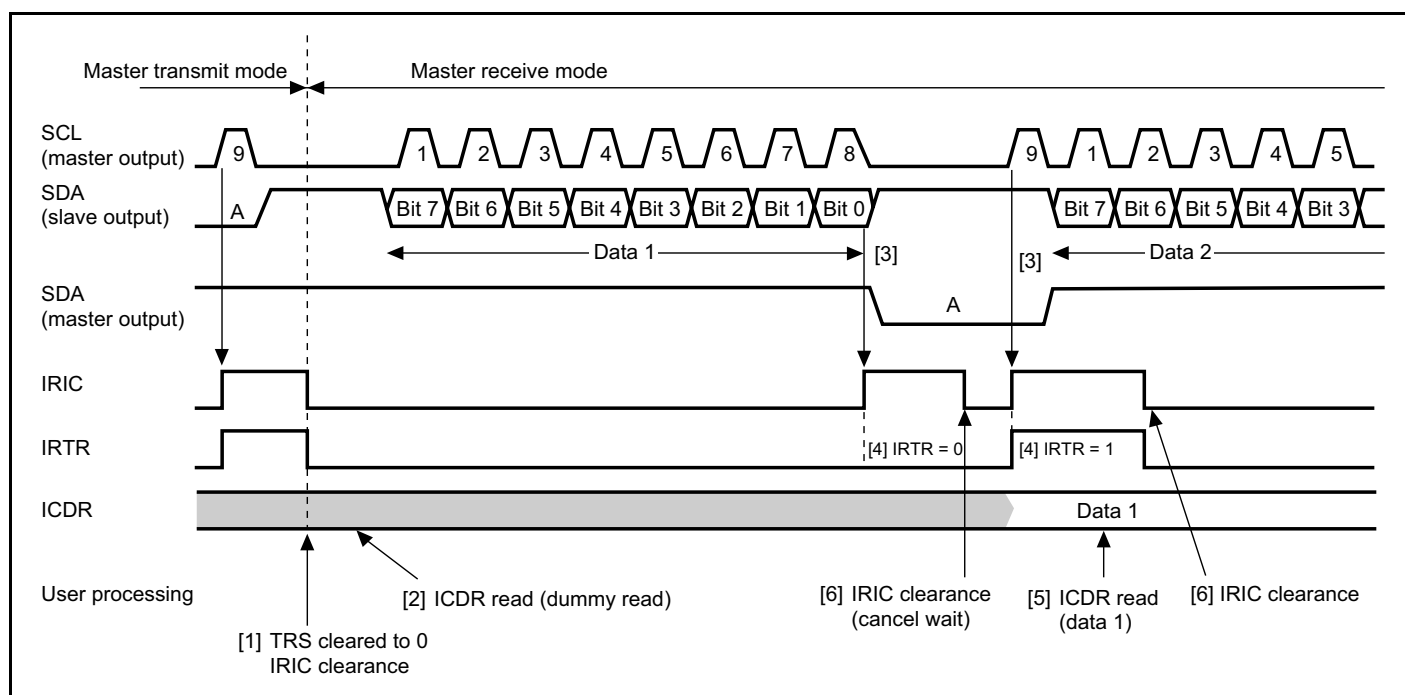 Master transmit mode
Master receive mode
SCL
(master output)
9 1 2 3 4 5 6 7 8 9 1 2 3 4 5
SDA
(slave output)
A Bit 7 Bit 6 Bit 5 Bit 4 Bit 3 Bit 2 Bit 1 Bit 0 Bit 7 Bit 6 Bit 5 Bit 4 Bit 3
Data 1 [3] [3] Data 2
SDA
(master output)
A
IRIC
IRTR
[4] IRTR = 0
[4] IRTR = 1
ICDR
Data 1
User processing
[1] TRS cleared to 0
IRIC clearance
[2] ICDR read (dummy read)
[6] IRIC clearance
(cancel wait)
[5] ICDR read
(data 1)
[6] IRIC clearance